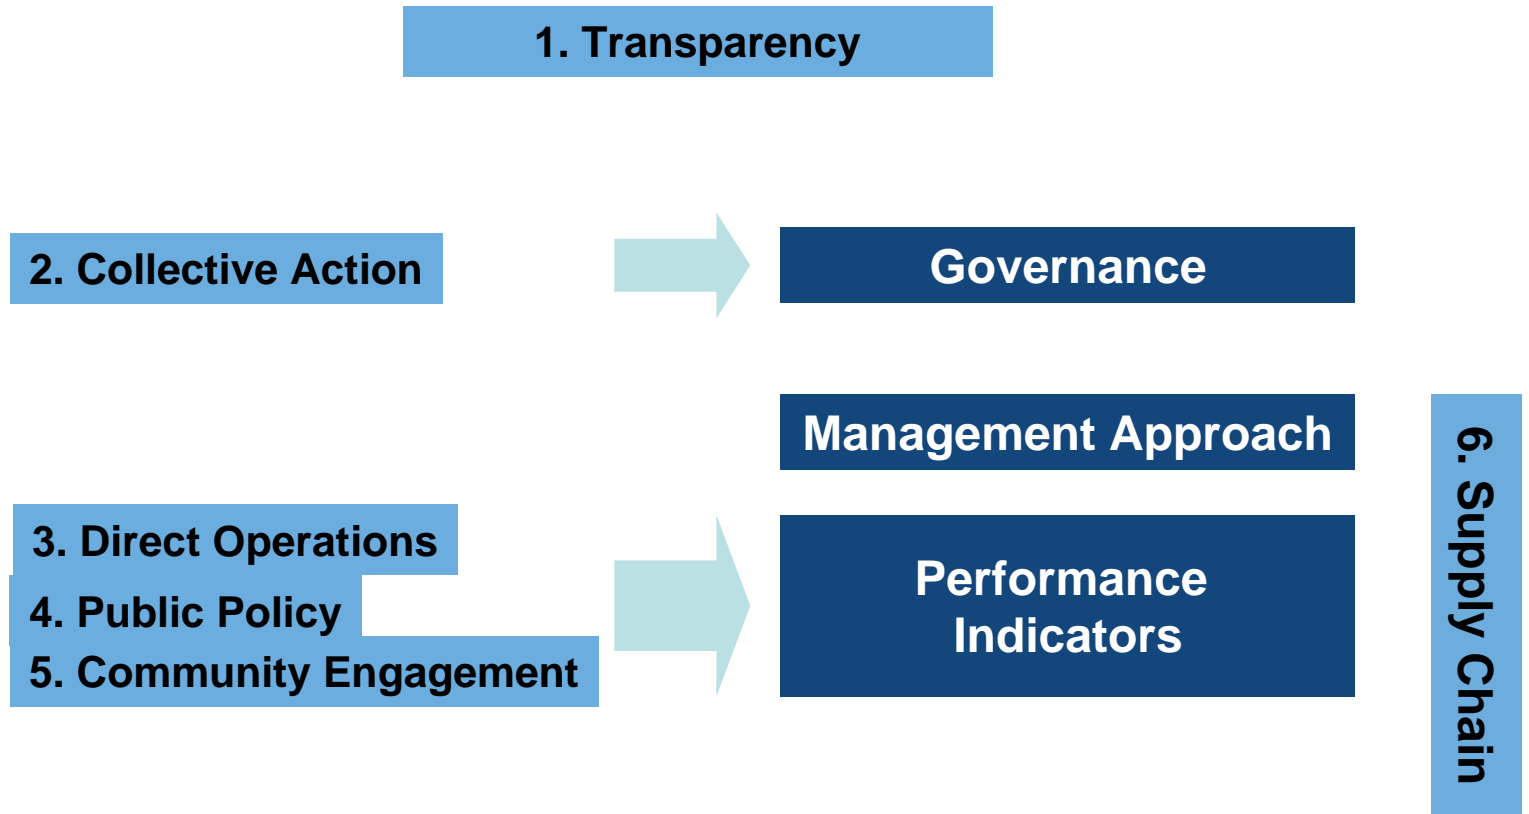 1. Transparency
2. Collective Action
Governance
Management Approach
3. Direct Operations
4. Public Policy
5. Community Engagement
Performance
Indicators
6. Supply Chain